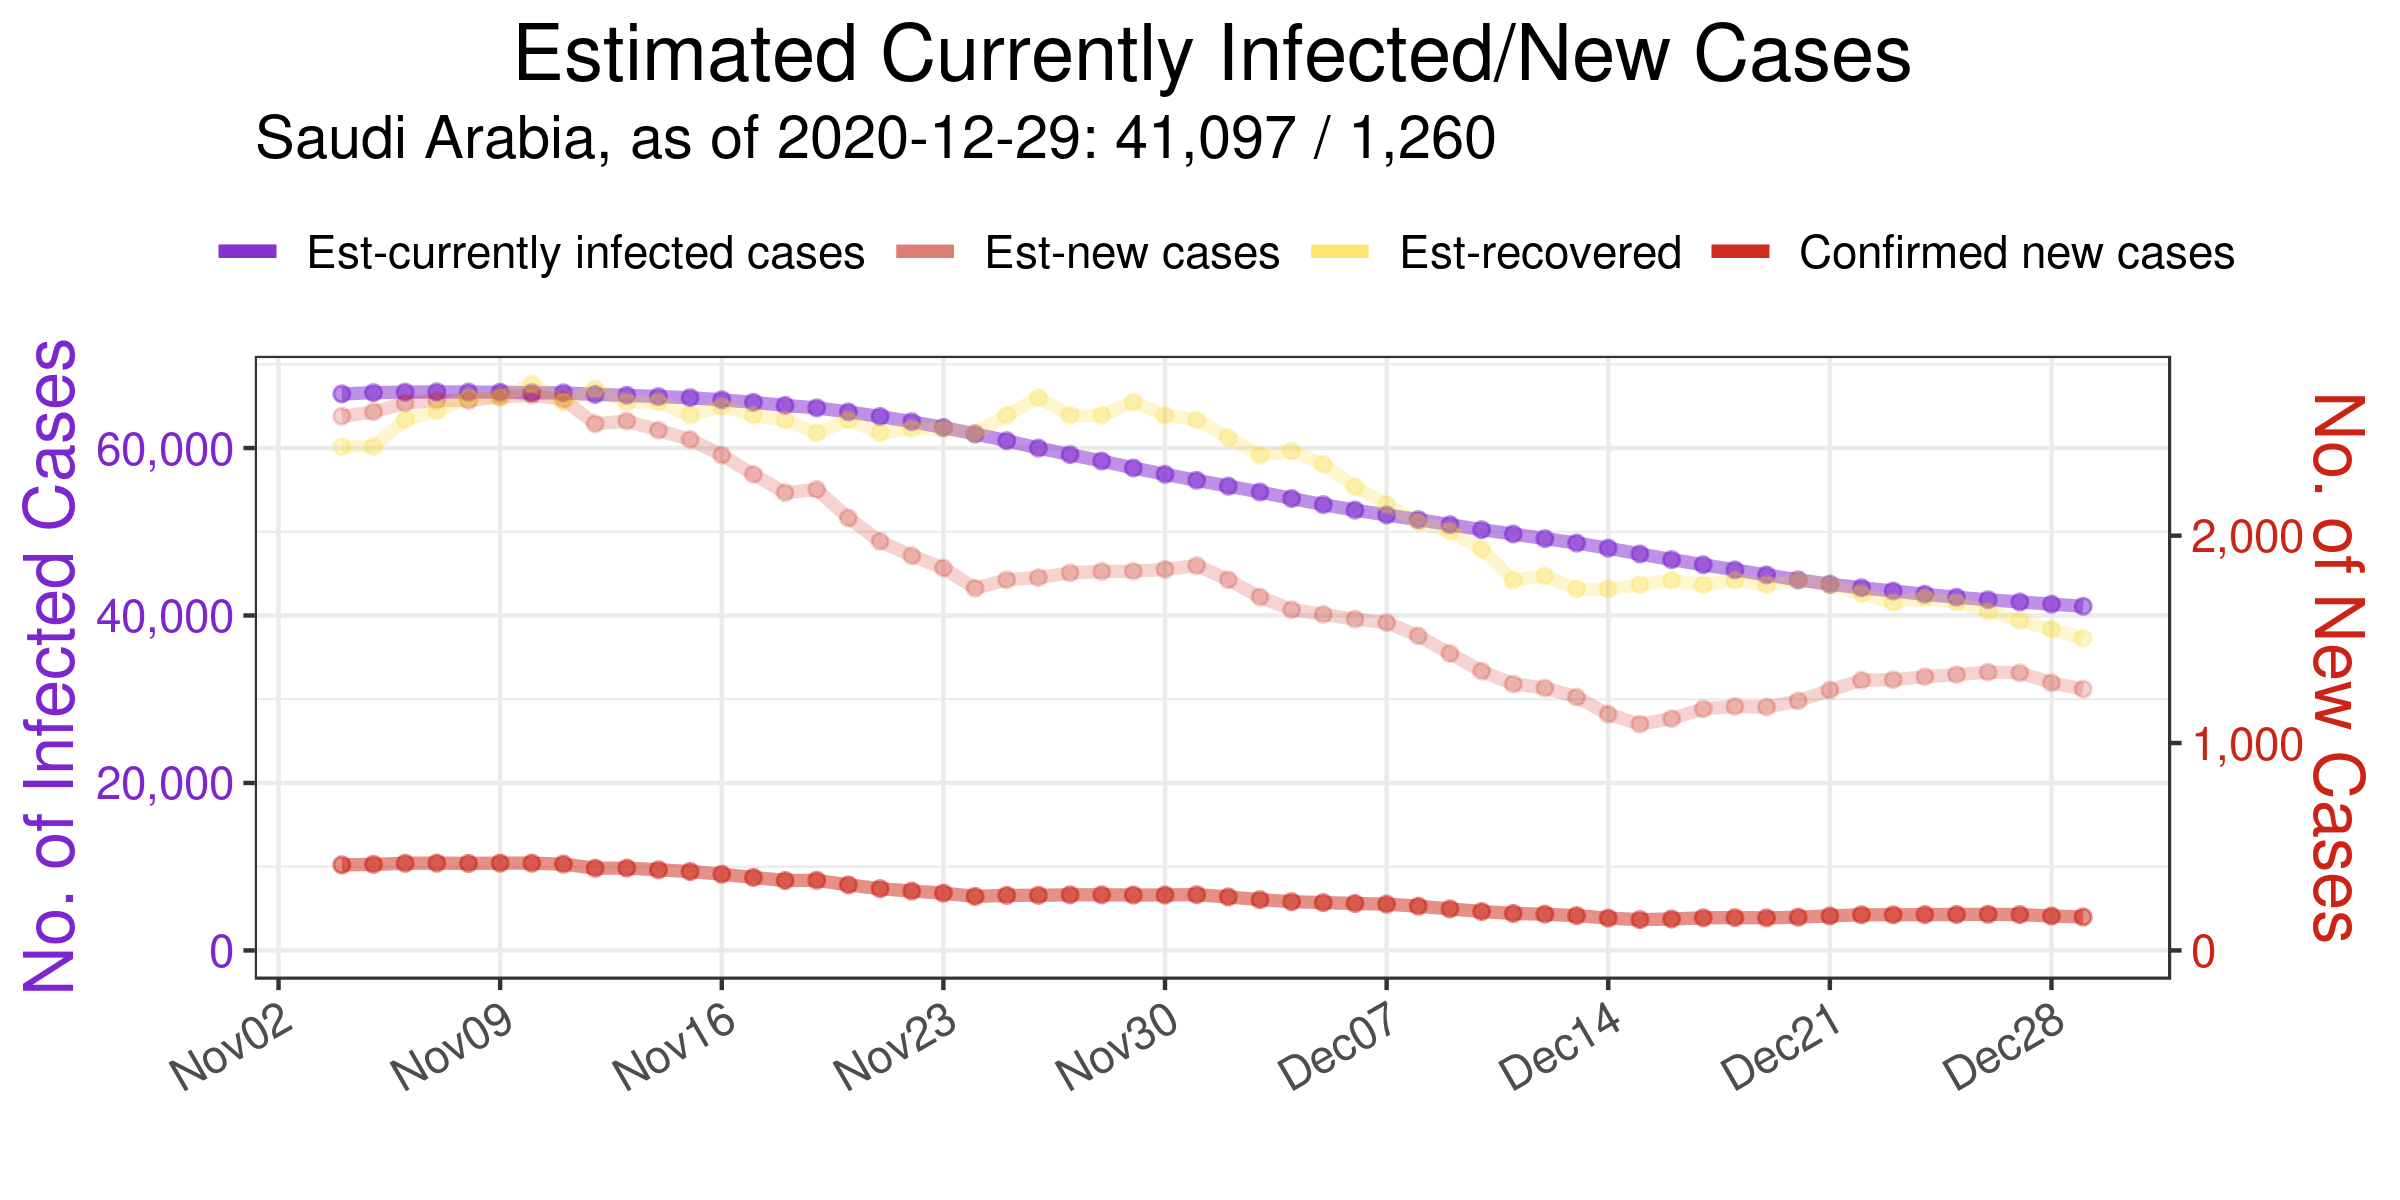 Estimated Currently Infected/New Cases
Saudi Arabia, as of 2020-12-29: 41,097 / 1,260
Est-currently infected cases Est-new cases Est-recovered Confirmed new cases
No. of Infected Cases
60,000
40,000
20,000
0
No. of New Cases
2,000
1,000
0
Nov02 Nov09 Nov16 Nov23 Nov30 Dec07 Dec14 Dec21 Dec28